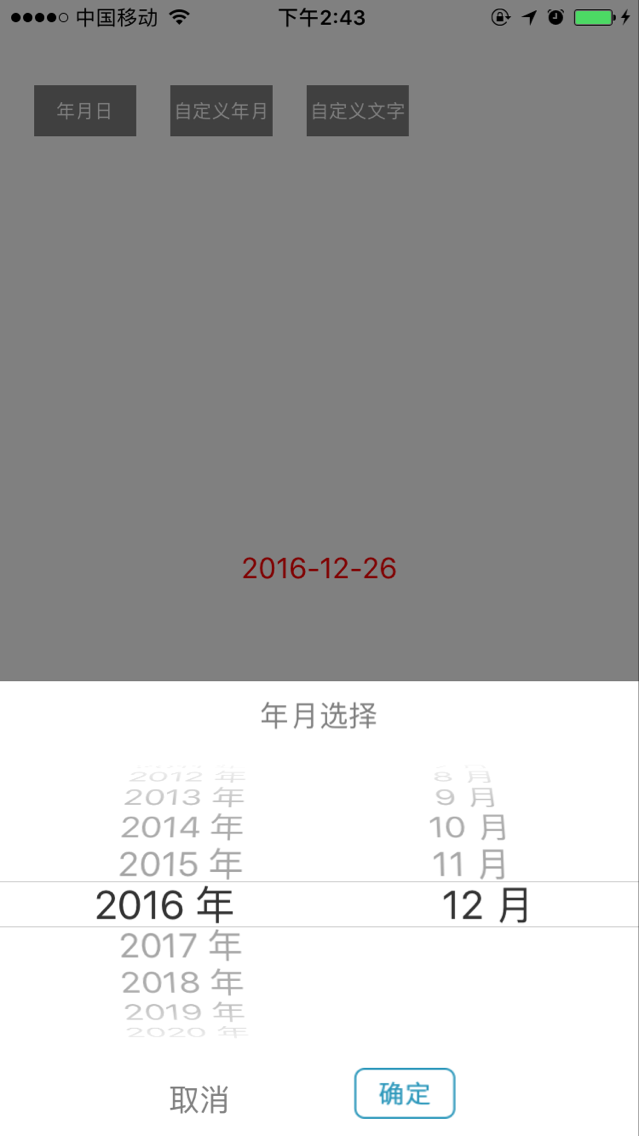 中国移动 下午2:43
年月日 自定义年月 自定义文字
2016-12-26
年月选择
2012 年 8 月
2013 年 9 月
2014 年 10 月
2015 年 11 月
2016 年 12 月
2017 年
2018 年
2019 年
2020 年
取消 确定